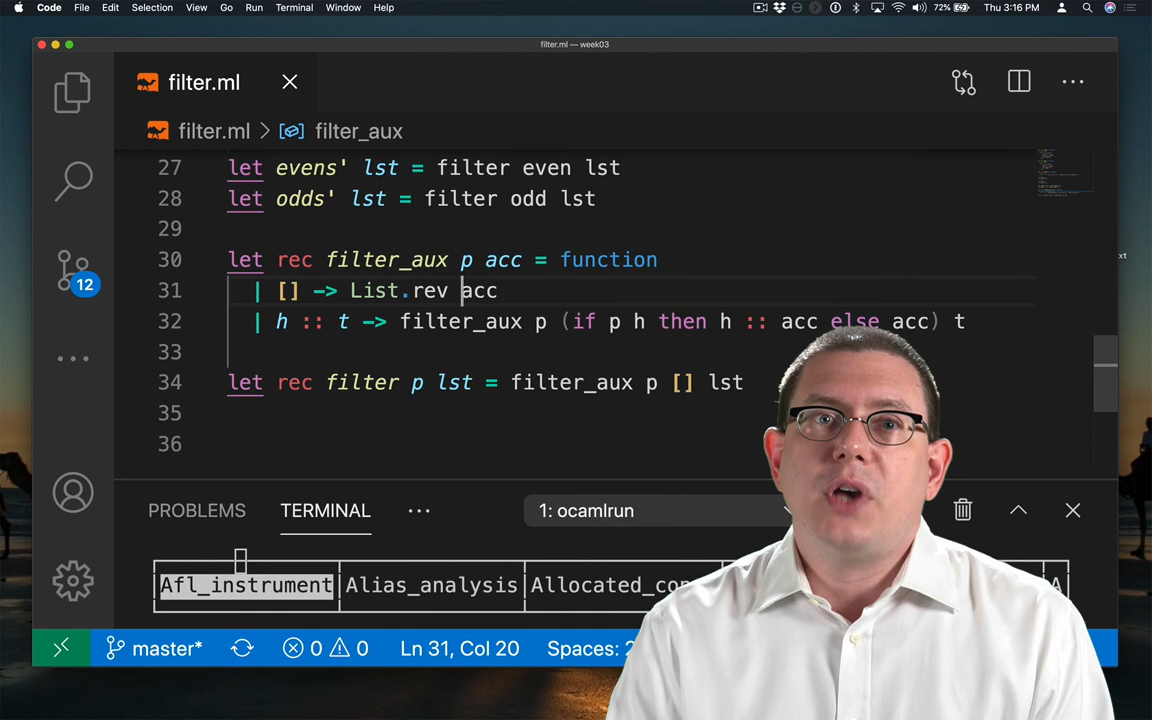 Code File Edit Selection View Go Run Terminal Window Help 72% Thu 3:16 PM
filter.ml — week03
filter.ml
filter.ml > filter_aux
27 let evens' lst = filter even lst
28 let odds' lst = filter odd lst
29
30 let rec filter_aux p acc = function
31 | [] -> List.rev acc
32 | h :: t -> filter_aux p (if p h then h :: acc else acc) t
33
34 let rec filter p lst = filter_aux p [] lst
35
36
12
xt
PROBLEMS TERMINAL 1: ocamlrun
Afl_instrument Alias_analysis A
master* 0 0 Ln 31, Col 20 Spaces: